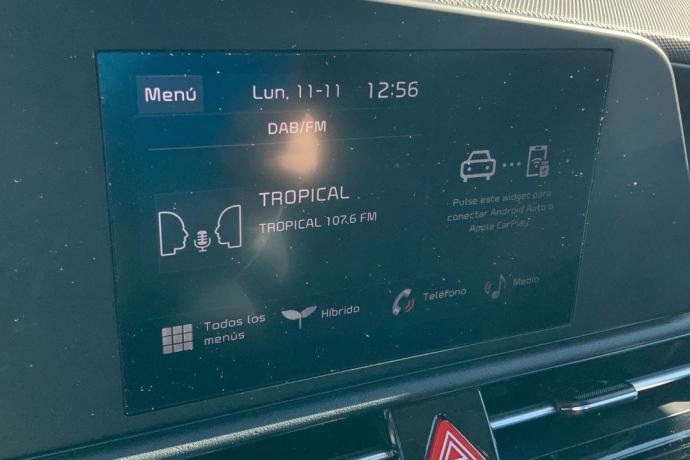 Menú
Lun, 11-11
12:56
DAB/FM
TROPICAL
TROPICAL 107.6 FM
Pulse este widget para
conectar Android Auto o
Apple CarPlay.
Todos los
menús
Híbrido
Teléfono
Medio